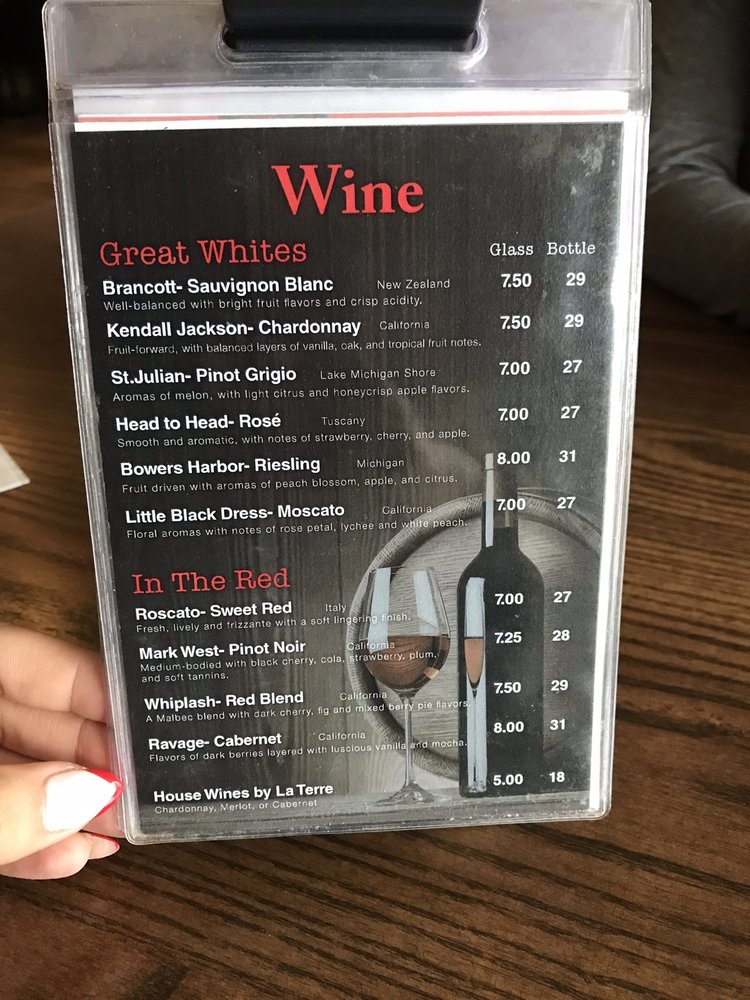 Wine
Great Whites Glass Bottle
Brancott- Sauvignon Blanc New Zealand 7.50 29
Well-balanced with bright fruit flavors and crisp acidity.
Kendall Jackson- Chardonnay California 7.50 29
Fruit-forward, with balanced layers of vanilla, oak, and tropical fruit notes.
St.Julian- Pinot Grigio Lake Michigan Shore 7.00 27
Aromas of melon, with light citrus and honeycrisp apple flavors.
Head to Head- Rosé Tuscany 7.00 27
Smooth and aromatic, with notes of strawberry, cherry, and apple.
Bowers Harbor- Riesling Michigan 8.00 31
Fruit driven with aromas of peach blossom, apple, and citrus.
Little Black Dress- Moscato California 7.00 27
Floral aromas with notes of rose petal, lychee and white peach.
In The Red
Roscato- Sweet Red Italy 7.00 27
Fresh, lively and frizzante with a soft lingering finish.
Mark West- Pinot Noir California 7.25 28
Medium-bodied with black cherry, cola, strawberry, plum,
and soft tannins.
Whiplash- Red Blend California 7.50 29
A Malbec blend with dark cherry, fig and mixed berry pie flavors.
Ravage- Cabernet California 8.00 31
Flavors of dark berries layered with luscious vanilla and mocha.
House Wines by La Terre 5.00 18
Chardonnay, Merlot, or Cabernet